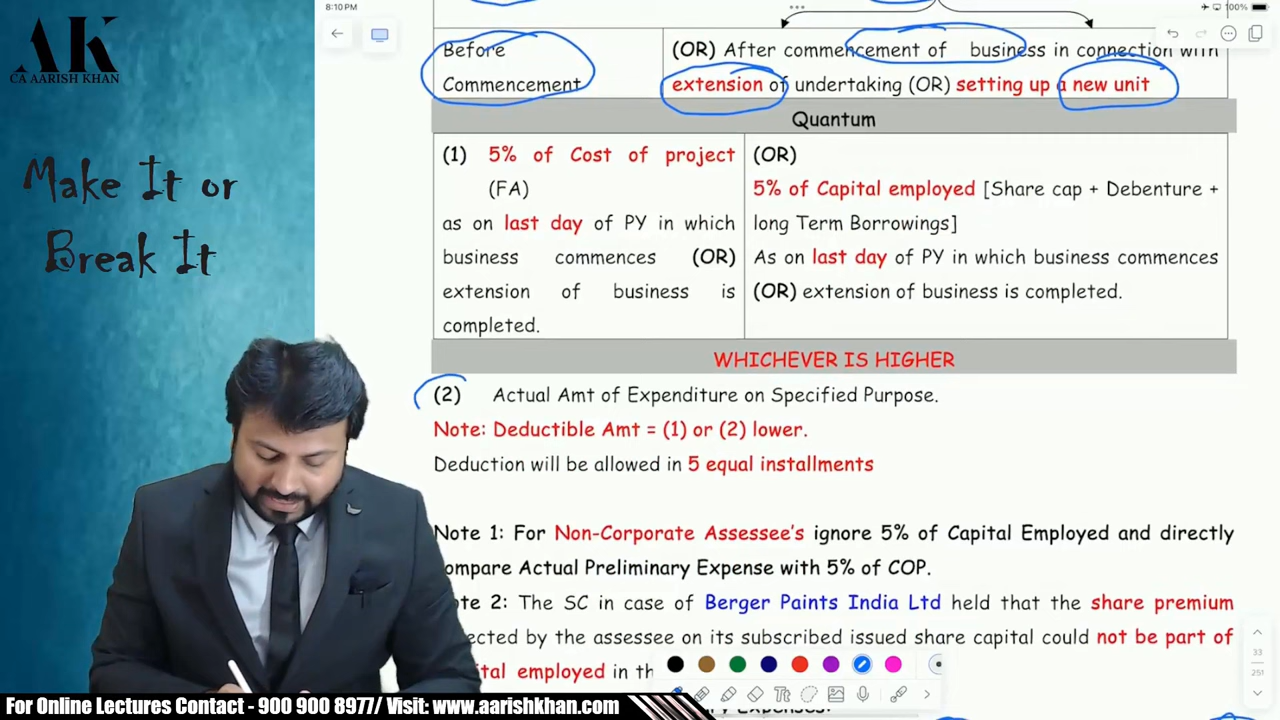 8:10 PM
100%
AK
CA AARISH KHAN
Make It or
Break It
Before
Commencement
(OR) After commencement of business in connection with
extension of undertaking (OR) setting up a new unit
Quantum
(1) 5% of Cost of project
(FA)
as on last day of PY in which
business commences (OR)
extension of business is
completed.
(OR)
5% of Capital employed [Share cap + Debenture +
long Term Borrowings]
As on last day of PY in which business commences
(OR) extension of business is completed.
WHICHEVER IS HIGHER
(2) Actual Amt of Expenditure on Specified Purpose.
Note: Deductible Amt = (1) or (2) lower.
Deduction will be allowed in 5 equal installments
Note 1: For Non-Corporate Assessee's ignore 5% of Capital Employed and directly
ompare Actual Preliminary Expense with 5% of COP.
ote 2: The SC in case of Berger Paints India Ltd held that the share premium
ected by the assessee on its subscribed issued share capital could not be part of
ital employed in th
33
251
For Online Lectures Contact - 900 900 8977/ Visit: www.aarishkhan.com